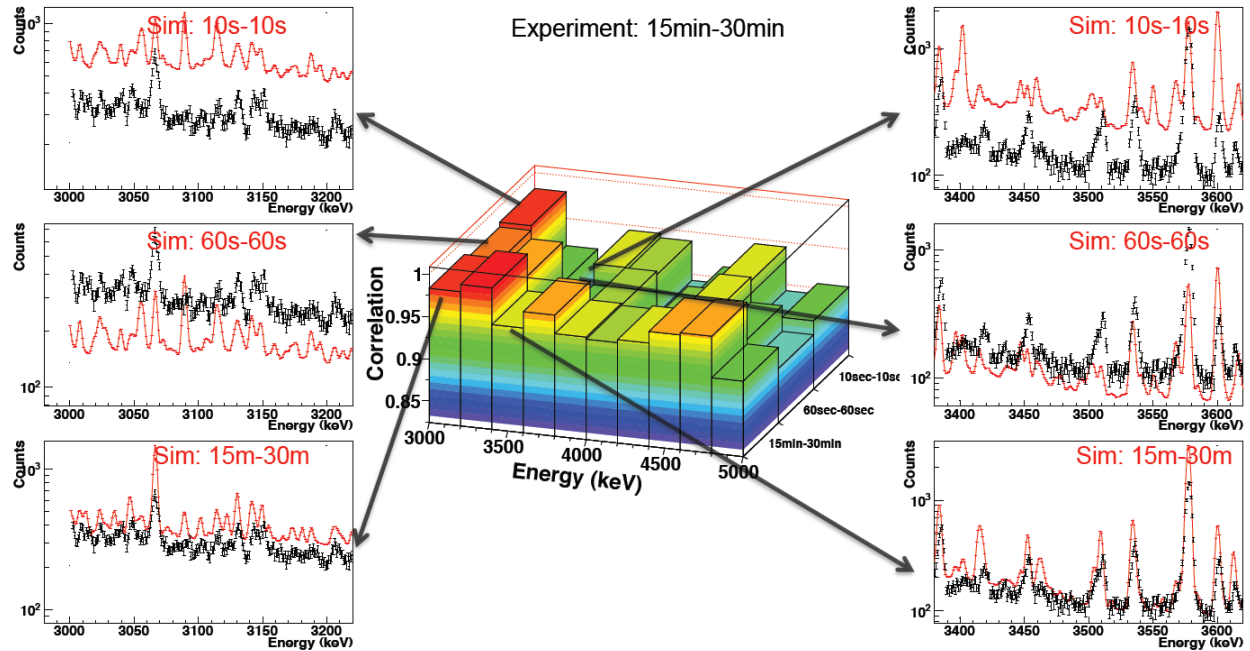 Experiment: 15min-30min
Counts
Sim: 10s-10s
10³
3000 3050 3100 3150 3200
Energy (keV)
Counts
Sim: 60s-60s
10²
3000 3050 3100 3150 3200
Energy (keV)
Counts
Sim: 15m-30m
10³
10²
3000 3050 3100 3150 3200
Energy (keV)
Correlation
1
0.95
0.9
0.85
3000 3500 4000 4500 5000
Energy (keV)
10sec-10se
60sec-60sec
15min-30min
Counts
Sim: 10s-10s
10³
10²
3400 3450 3500 3550 3600
Energy (keV)
Counts
Sim: 60s-60s
10³
10²
3400 3450 3500 3550 3600
Energy (keV)
Counts
Sim: 15m-30m
10³
10²
3400 3450 3500 3550 3600
Energy (keV)